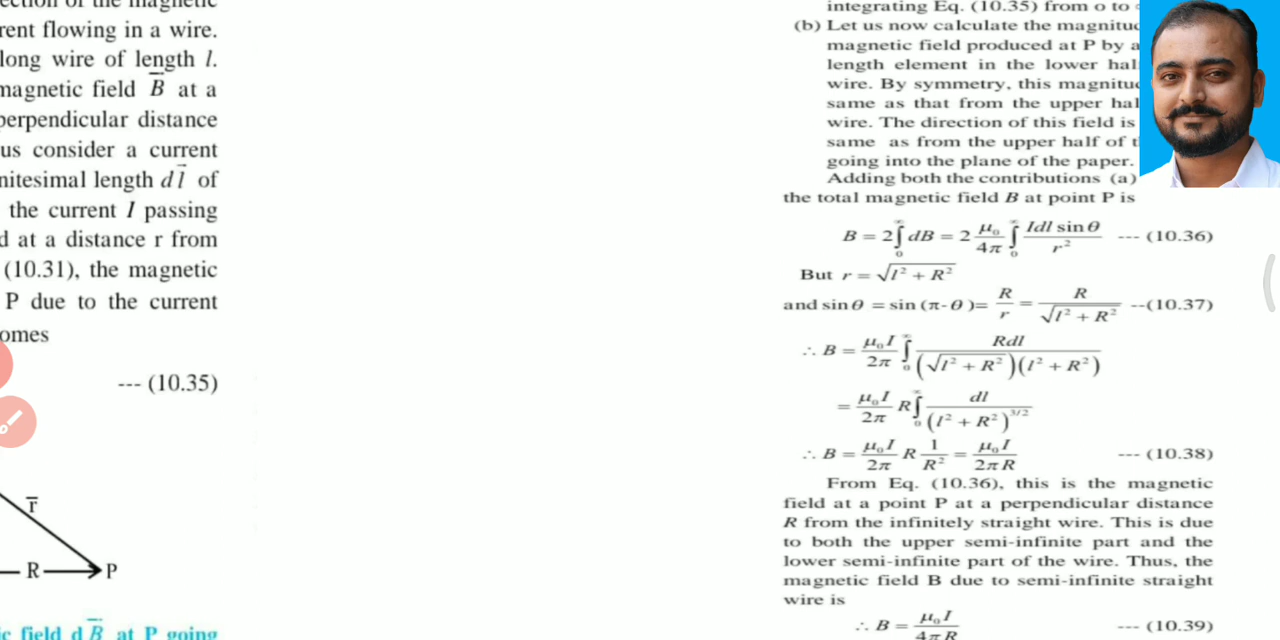 rent flowing in a wire.
long wire of length l.
magnetic field B̅ at a
perpendicular distance
us consider a current
nitesimal length dl⃗ of
the current I passing
d at a distance r from
(10.31), the magnetic
P due to the current
omes
--- (10.35)
r̅
R
P
ic field d B̅ at P going
integrating Eq. (10.35) from o to
(b) Let us now calculate the magnitud
magnetic field produced at P by a
length element in the lower hal
wire. By symmetry, this magnitud
same as that from the upper hal
wire. The direction of this field is
same as from the upper half of t
going into the plane of the paper.
Adding both the contributions (a)
the total magnetic field B at point P is
B = 2∫₀^∞ dB = 2 μ₀/4π ∫₀^∞ Idl sin θ / r² --- (10.36)
But r = √(l² + R²)
and sin θ = sin (π-θ)= R/r = R/√(l² + R²) --(10.37)
∴ B = μ₀I/2π ∫₀^∞ Rdl / (√(l² + R²))(l² + R²)
= μ₀I/2π R∫₀^∞ dl / (l² + R²)^3/2
∴ B = μ₀I/2π R 1/R² = μ₀I/2πR --- (10.38)
From Eq. (10.36), this is the magnetic
field at a point P at a perpendicular distance
R from the infinitely straight wire. This is due
to both the upper semi-infinite part and the
lower semi-infinite part of the wire. Thus, the
magnetic field B due to semi-infinite straight
wire is
∴ B = μ₀I/4πR --- (10.39)